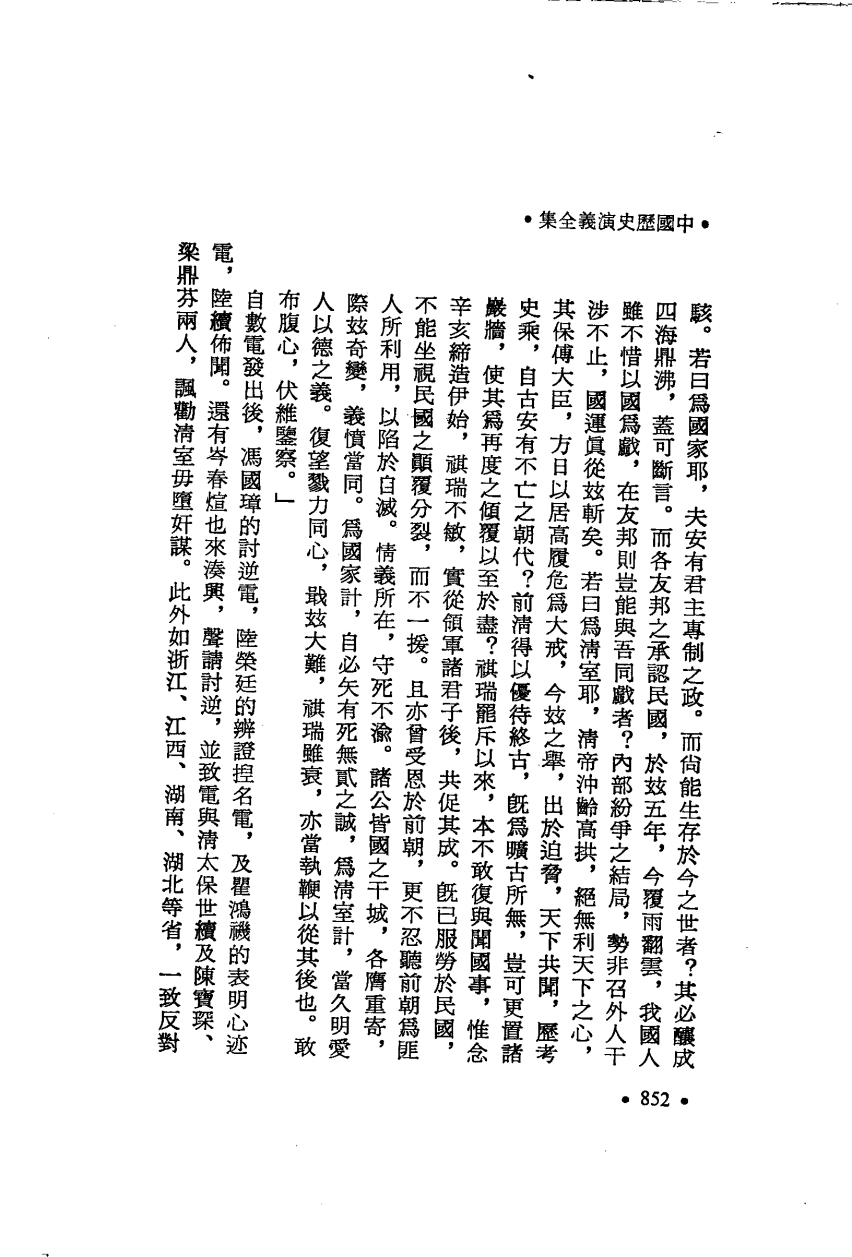 •中國歷史演義全集•
駭。若曰爲國家耶，夫安有君主專制之政。而尙能生存於今之世者？其必釀成
四海鼎沸，蓋可斷言。而各友邦之承認民國，於玆五年，今覆雨翻雲，我國人
雖不惜以國爲戲，在友邦則豈能與吾同戲者？內部紛爭之結局，勢非召外人干
涉不止，國運眞從玆斬矣。若曰爲淸室耶，淸帝沖齡高拱，絕無利天下之心，
其保傅大臣，方日以居高履危爲大戒，今玆之舉，出於迫脅，天下共聞，歷考
史乘，自古安有不亡之朝代？前淸得以優待終古，旣爲曠古所無，豈可更置諸
巖牆，使其爲再度之傾覆以至於盡？祺瑞罷斥以來，本不敢復與聞國事，惟念
辛亥締造伊始，祺瑞不敏，實從領軍諸君子後，共促其成。旣已服勞於民國，
不能坐視民國之顚覆分裂，而不一援。且亦曾受恩於前朝，更不忍聽前朝爲匪
人所利用，以陷於自滅。情義所在，守死不渝。諸公皆國之干城，各膺重寄，
際玆奇變，義憤當同。爲國家計，自必矢有死無貳之誠，爲淸室計，當久明愛
人以德之義。復望戮力同心，戢玆大難，祺瑞雖衰，亦當執鞭以從其後也。敢
布腹心，伏維鑒察。」
自數電發出後，馮國璋的討逆電，陸榮廷的辨證揑名電，及瞿鴻禨的表明心迹
電，陸續佈聞。還有岑春煊也來湊興，聲請討逆，並致電與淸太保世續及陳寶琛、
梁鼎芬兩人，諷勸淸室毋墮奸謀。此外如浙江、江西、湖南、湖北等省，一致反對
•852•